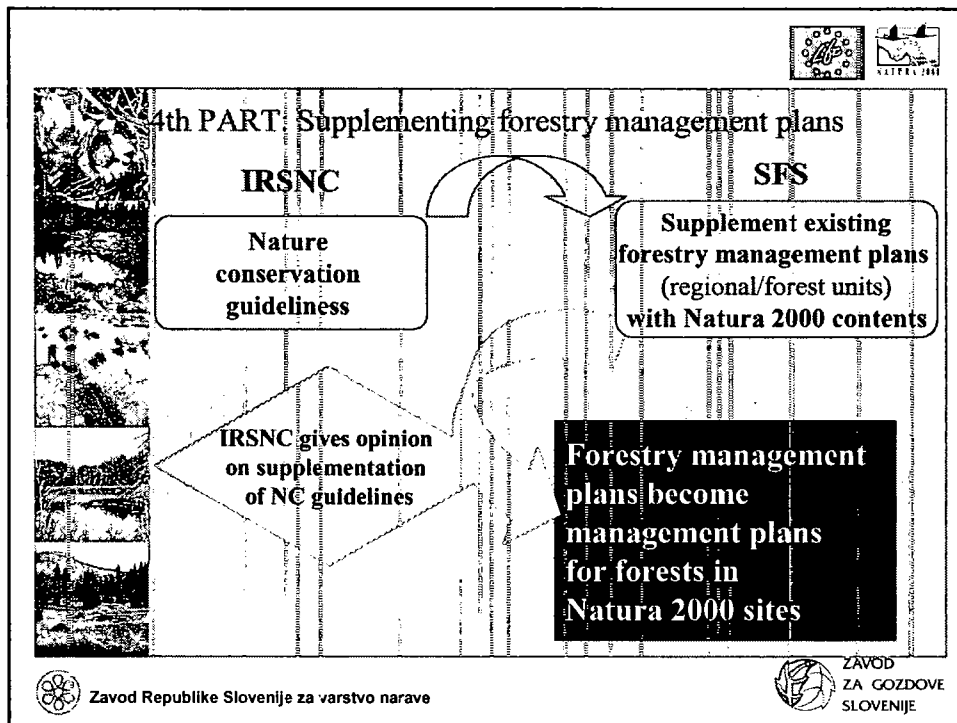 NATURA 2000
4th PART: Supplementing forestry management plans
IRSNC
SFS
Nature
conservation
guideliness
Supplement existing
forestry management plans
(regional/forest units)
with Natura 2000 contents
IRSNC gives opinion
on supplementation
of NC guidelines
Forestry management
plans become
management plans
for forests in
Natura 2000 sites
Zavod Republike Slovenije za varstvo narave
ZAVOD
ZA GOZDOVE
SLOVENIJE